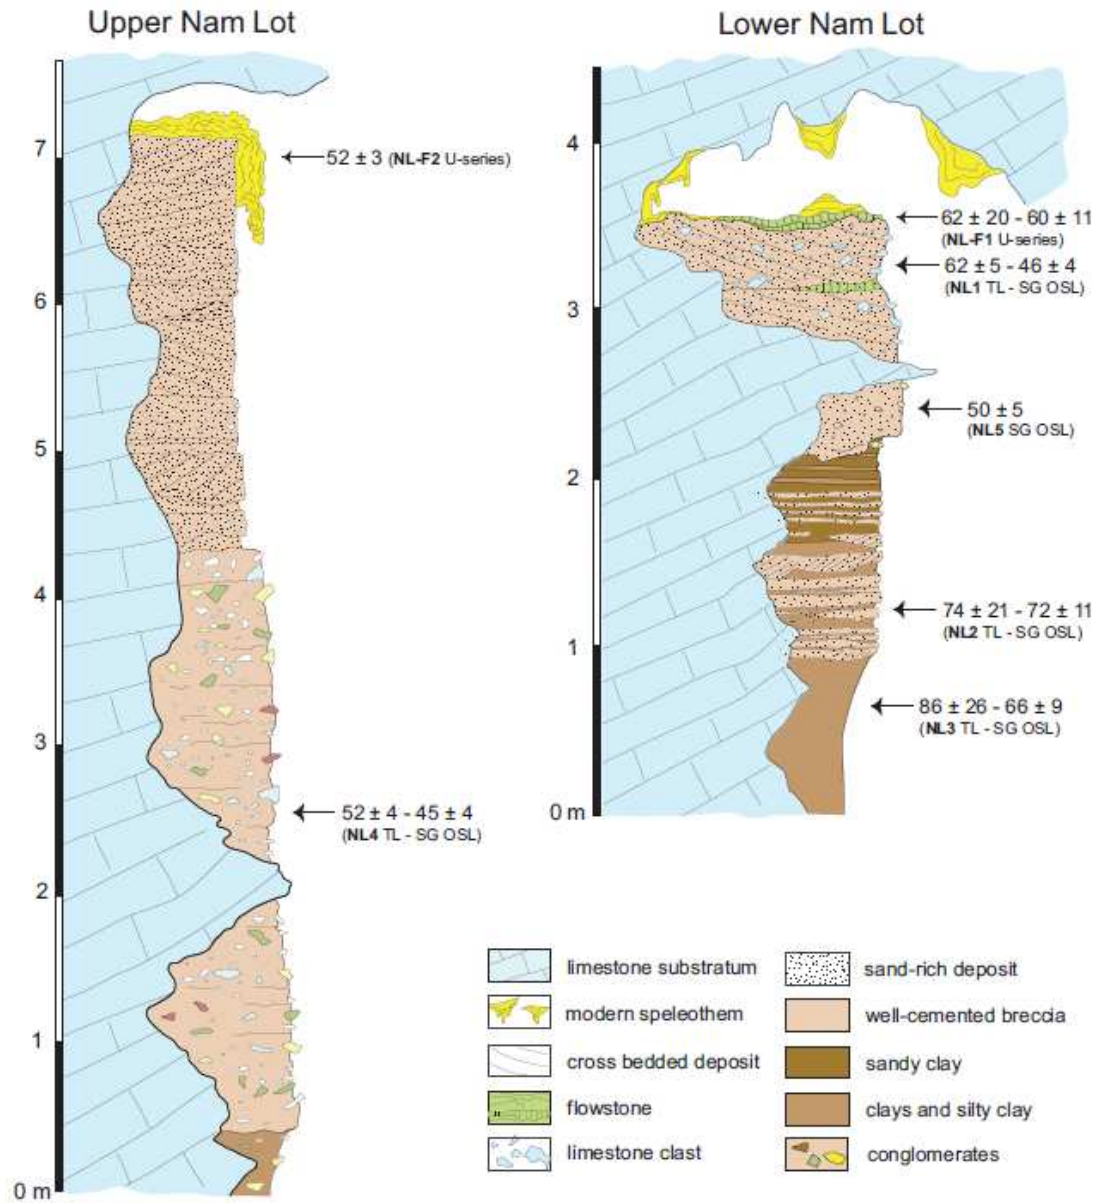 Upper Nam Lot
7
6
5
4
3
2
1
0 m
52 ± 3 (NL-F2 U-series)
52 ± 4 - 45 ± 4
(NL4 TL - SG OSL)
Lower Nam Lot
4
3
2
1
0 m
62 ± 20 - 60 ± 11
(NL-F1 U-series)
62 ± 5 - 46 ± 4
(NL1 TL - SG OSL)
50 ± 5
(NL5 SG OSL)
74 ± 21 - 72 ± 11
(NL2 TL - SG OSL)
86 ± 26 - 66 ± 9
(NL3 TL - SG OSL)
limestone substratum
modern speleothem
cross bedded deposit
flowstone
limestone clast
sand-rich deposit
well-cemented breccia
sandy clay
clays and silty clay
conglomerates